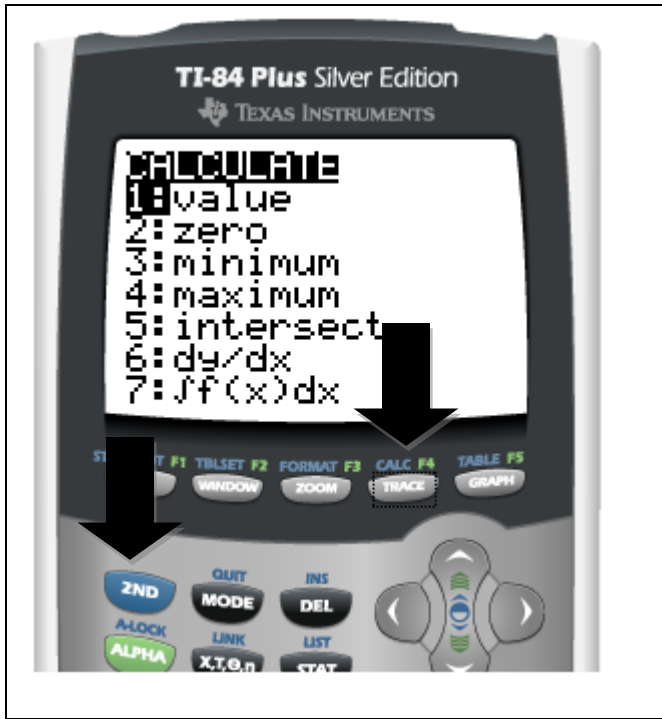 TI-84 Plus Silver Edition
TEXAS INSTRUMENTS
CALCULATE
1:value
2:zero
3:minimum
4:maximum
5:intersect
6:dy/dx
7:∫f(x)dx
F1 TBLSET F2 FORMAT F3 CALC F4 TABLE F5
WINDOW ZOOM TRACE GRAPH
QUIT INS
2ND MODE DEL
A-LOCK LINK LIST
ALPHA X,T,Θ,n STAT